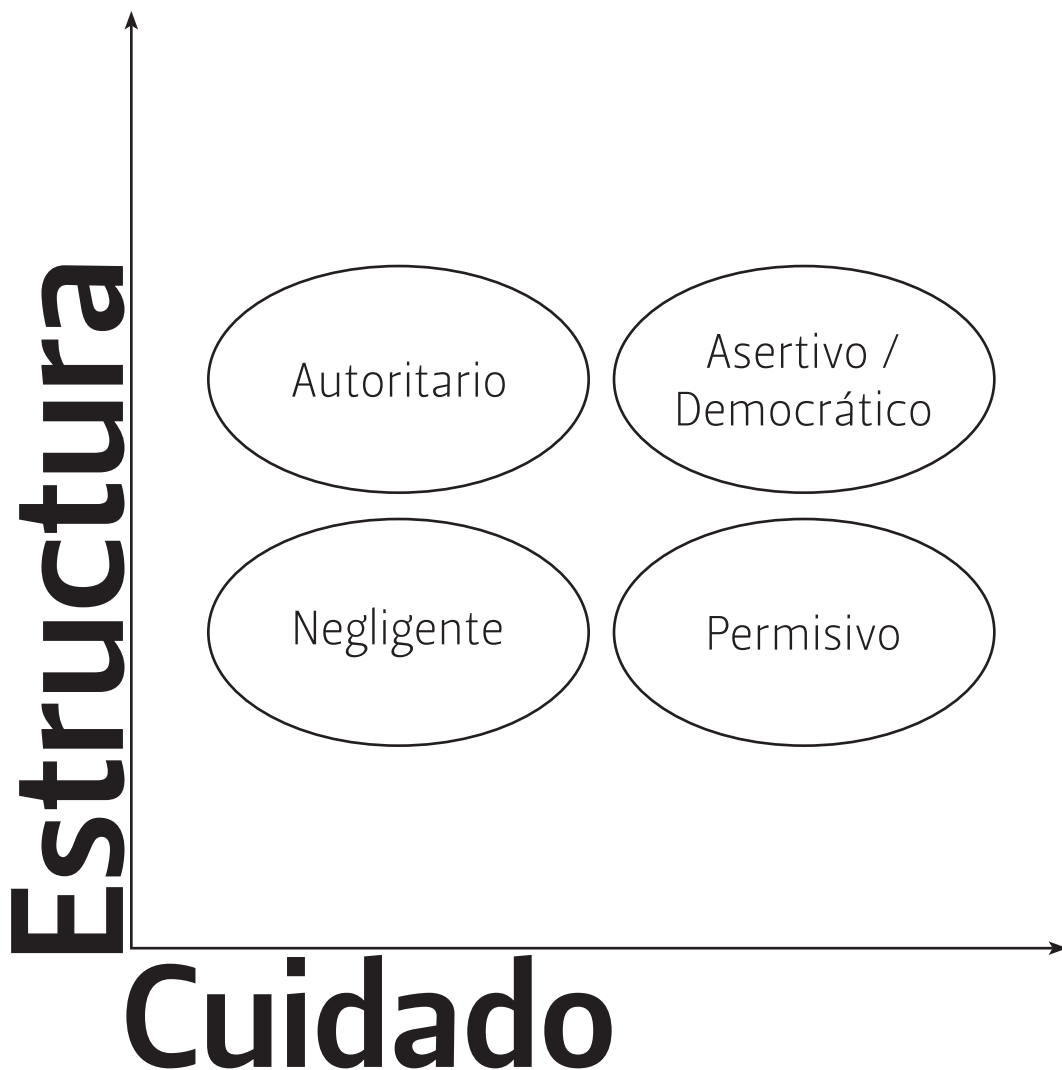 Estructura
Autoritario
Asertivo /
Democrático
Negligente
Permisivo
Cuidado